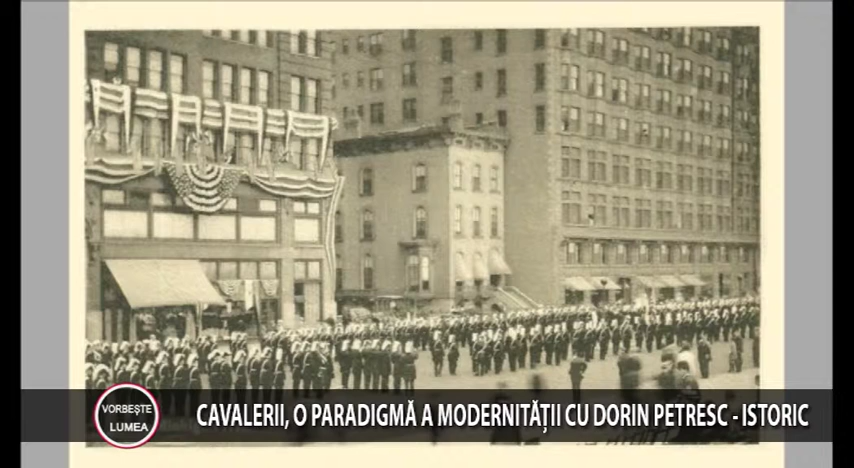 VORBEȘTE
LUMEA
CAVALERII, O PARADIGMĂ A MODERNITĂȚII CU DORIN PETRESC - ISTORIC